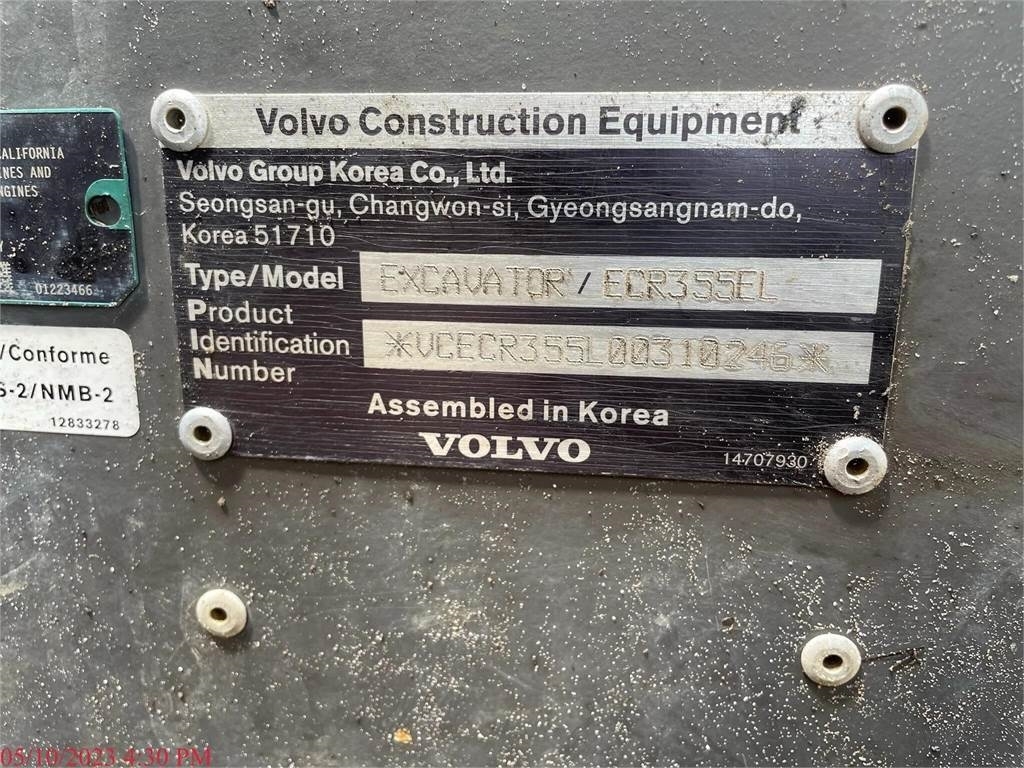 Volvo Construction Equipment
Volvo Group Korea Co., Ltd.
Seongsan-gu, Changwon-si, Gyeongsangnam-do,
Korea 51710
Type/Model EXCAVATOR / ECR355EL
Product
Identification
Number
*VCECR355L00310246*
Assembled in Korea
VOLVO
14707930
CALIFORNIA
INES AND
NGINES
Y
01223466
/Conforme
S-2/NMB-2
12833278
05/10/2023 4:30 PM